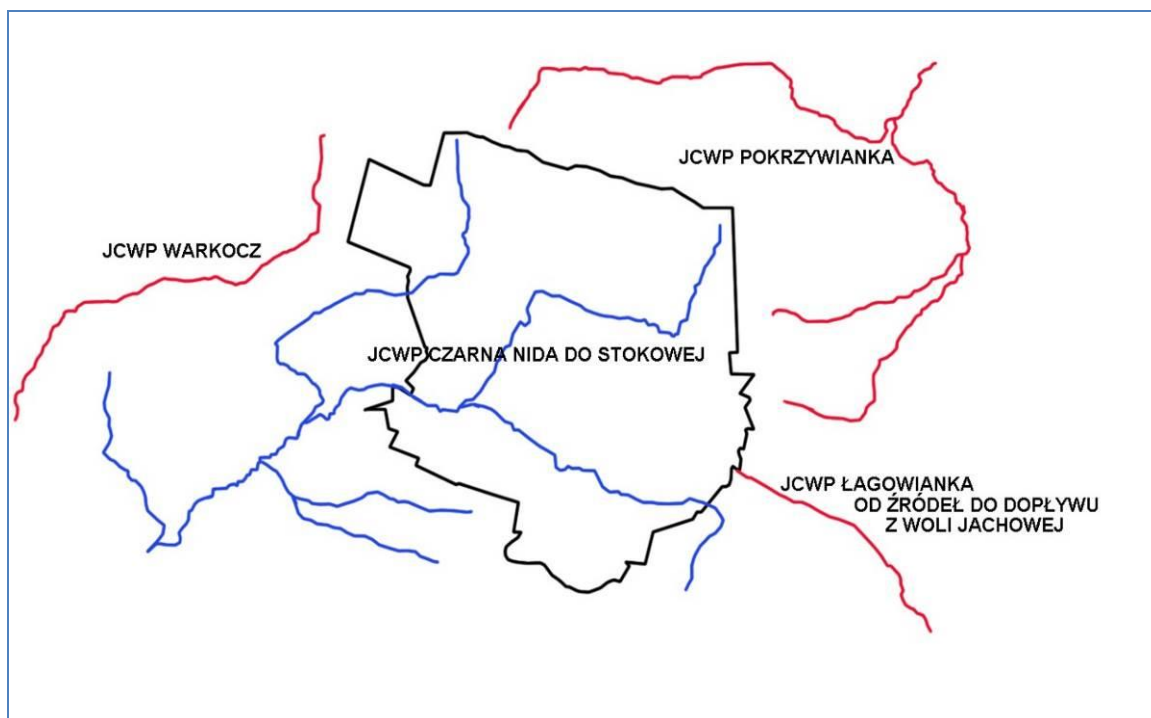 JCWP POKRZYWIANKA
JCWP WARKOCZ
JCWP CZARNA NIDA DO STOKOWEJ
JCWP ŁAGOWIANKA
OD ŹRÓDEŁ DO DOPŁYWU
Z WOLI JACHOWEJ